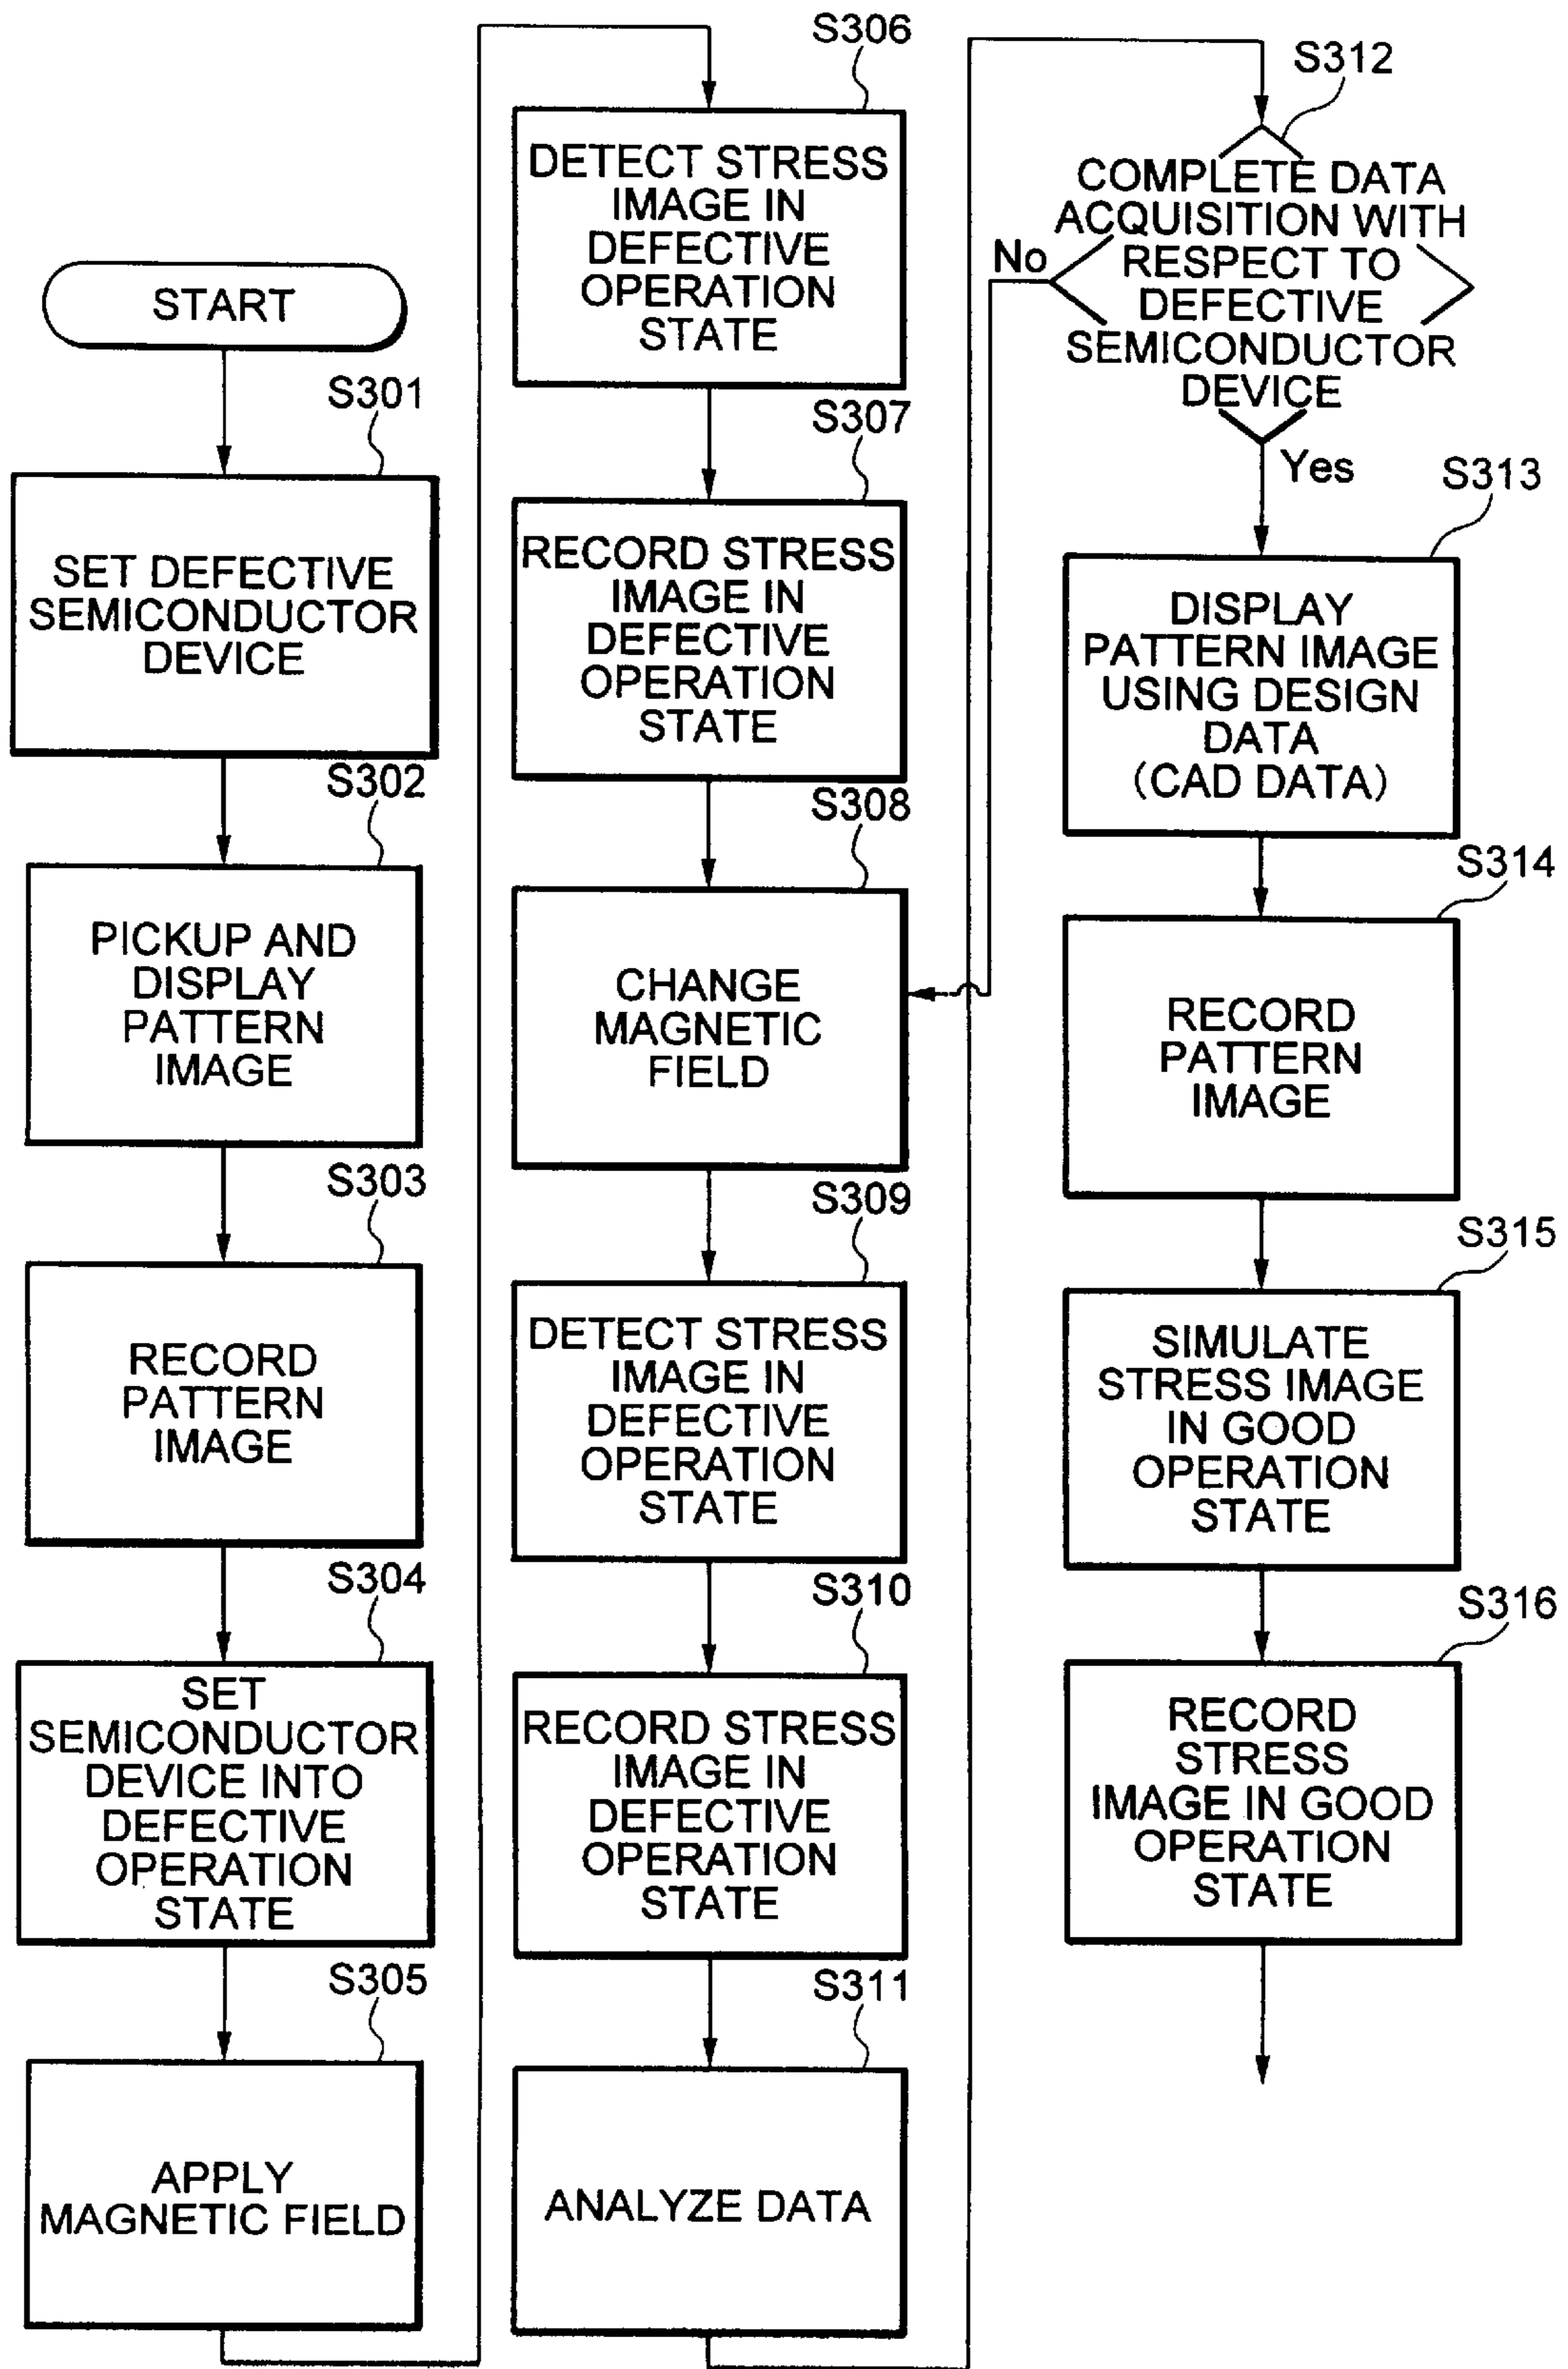 START
S301
SET DEFECTIVE
SEMICONDUCTOR
DEVICE
S302
PICKUP AND
DISPLAY
PATTERN
IMAGE
S303
RECORD
PATTERN
IMAGE
S304
SET
SEMICONDUCTOR
DEVICE INTO
DEFECTIVE
OPERATION
STATE
S305
APPLY
MAGNETIC FIELD
S306
DETECT STRESS
IMAGE IN
DEFECTIVE
OPERATION
STATE
S307
RECORD STRESS
IMAGE IN
DEFECTIVE
OPERATION
STATE
S308
CHANGE
MAGNETIC
FIELD
S309
DETECT STRESS
IMAGE IN
DEFECTIVE
OPERATION
STATE
S310
RECORD STRESS
IMAGE IN
DEFECTIVE
OPERATION
STATE
S311
ANALYZE DATA
S312
COMPLETE DATA
ACQUISITION WITH
RESPECT TO
DEFECTIVE
SEMICONDUCTOR
DEVICE
No
Yes
S313
DISPLAY
PATTERN IMAGE
USING DESIGN
DATA
(CAD DATA)
S314
RECORD
PATTERN
IMAGE
S315
SIMULATE
STRESS IMAGE
IN GOOD
OPERATION
STATE
S316
RECORD
STRESS
IMAGE IN GOOD
OPERATION
STATE